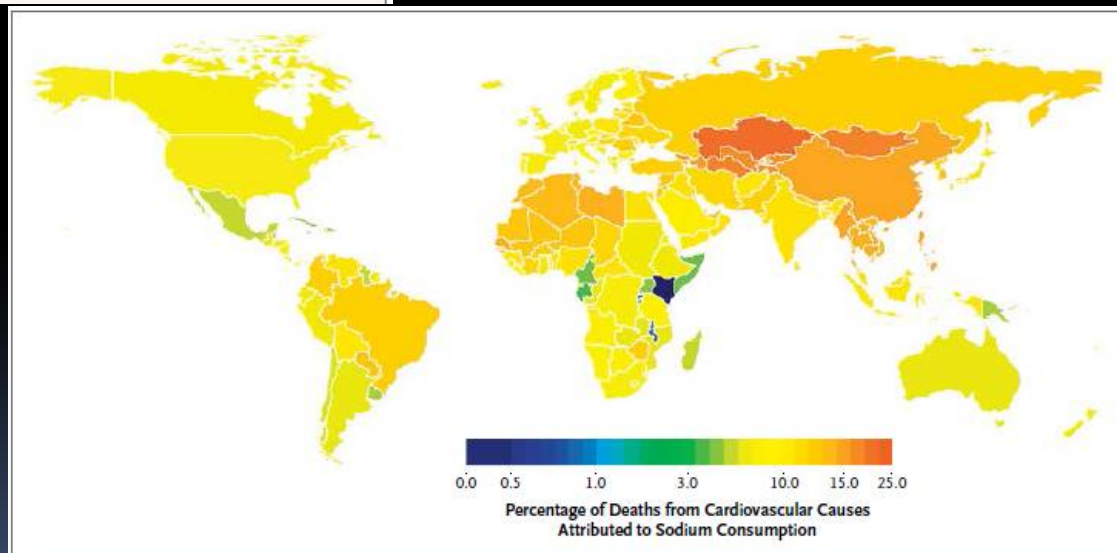 0.0 0.5 1.0 3.0 10.0 15.0 25.0
Percentage of Deaths from Cardiovascular Causes
Attributed to Sodium Consumption